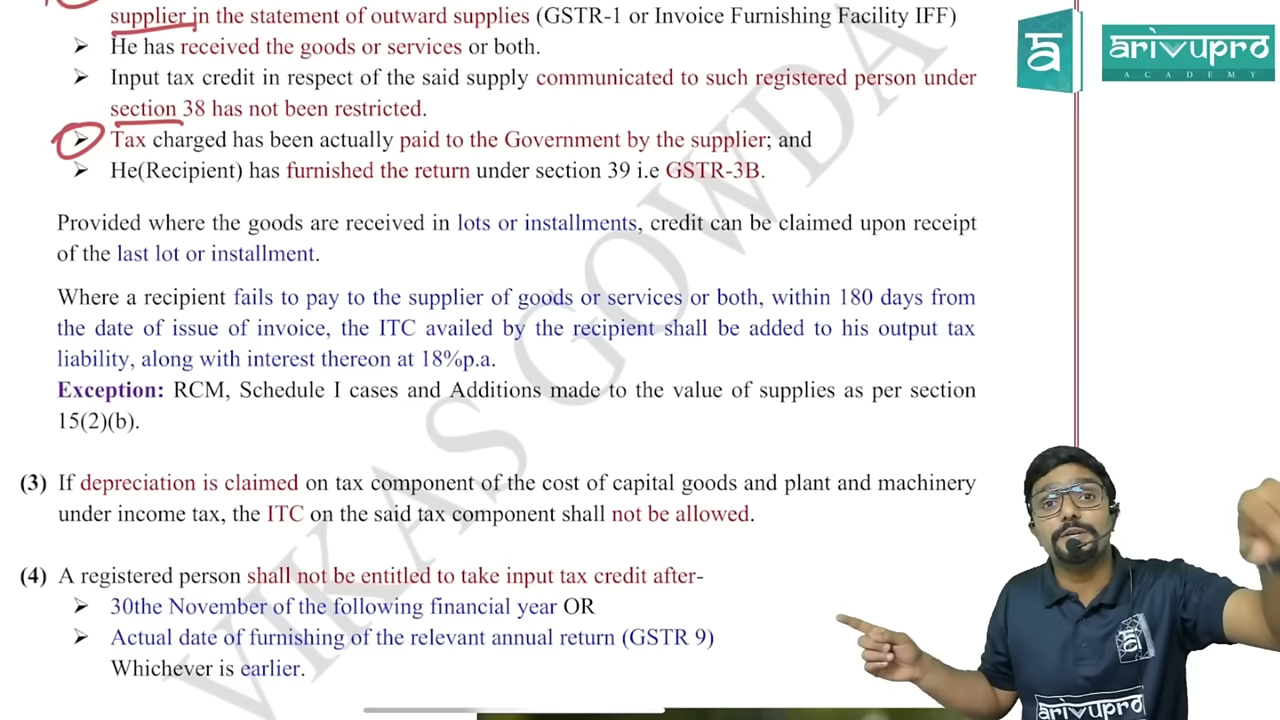 supplier in the statement of outward supplies (GSTR-1 or Invoice Furnishing Facility IFF)
➤ He has received the goods or services or both.
➤ Input tax credit in respect of the said supply communicated to such registered person under
section 38 has not been restricted.
➤ Tax charged has been actually paid to the Government by the supplier; and
➤ He(Recipient) has furnished the return under section 39 i.e GSTR-3B.
Provided where the goods are received in lots or installments, credit can be claimed upon receipt
of the last lot or installment.
Where a recipient fails to pay to the supplier of goods or services or both, within 180 days from
the date of issue of invoice, the ITC availed by the recipient shall be added to his output tax
liability, along with interest thereon at 18%p.a.
Exception: RCM, Schedule I cases and Additions made to the value of supplies as per section
15(2)(b).
(3) If depreciation is claimed on tax component of the cost of capital goods and plant and machinery
under income tax, the ITC on the said tax component shall not be allowed.
(4) A registered person shall not be entitled to take input tax credit after-
➤ 30the November of the following financial year OR
➤ Actual date of furnishing of the relevant annual return (GSTR 9)
Whichever is earlier.
VIKAS GOWDA
arivupro
ACADEMY
arivupro